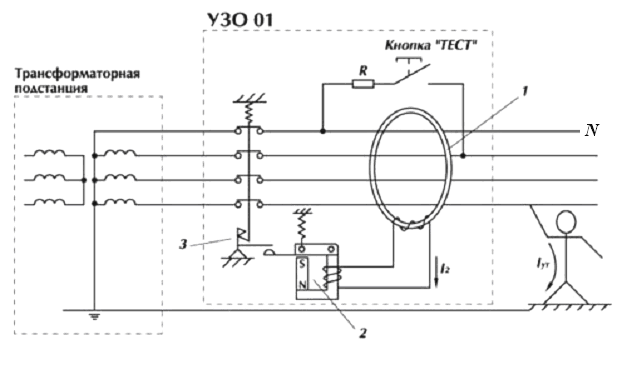 УЗО 01
Кнопка "ТЕСТ"
Трансформаторная
подстанция
R
1
N
3
S
N
I₂
2
Iут